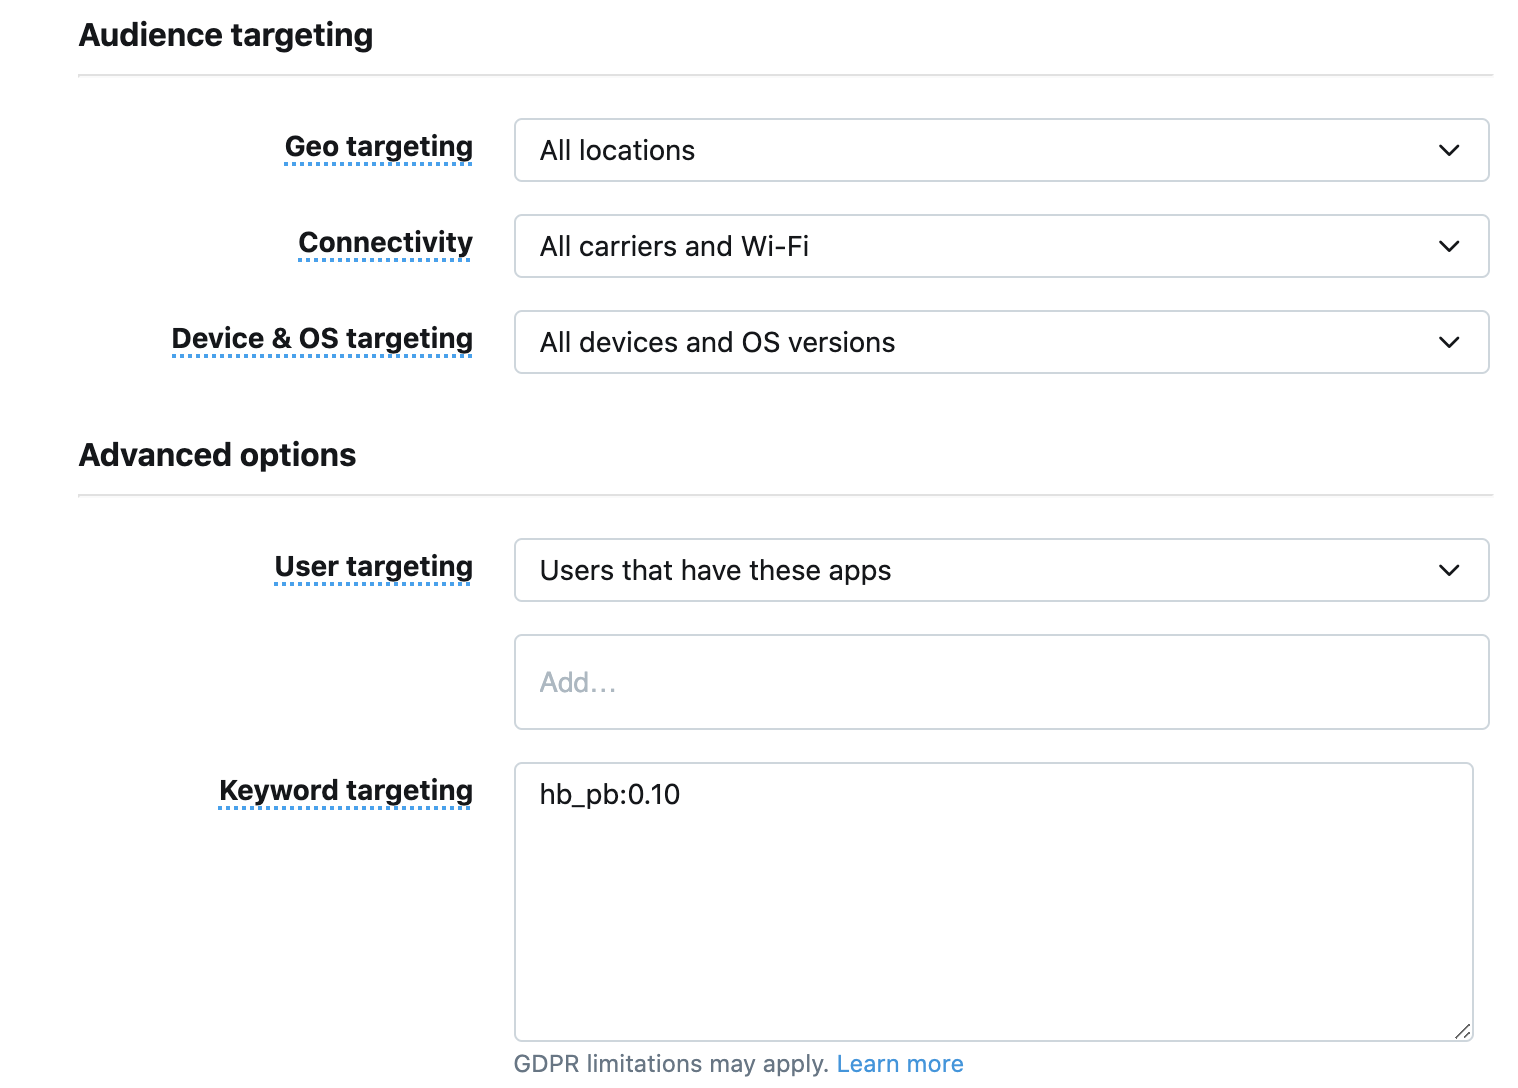 Audience targeting
Geo targeting
All locations
Connectivity
All carriers and Wi-Fi
Device & OS targeting
All devices and OS versions
Advanced options
User targeting
Users that have these apps
Add…
Keyword targeting
hb_pb:0.10
GDPR limitations may apply. Learn more